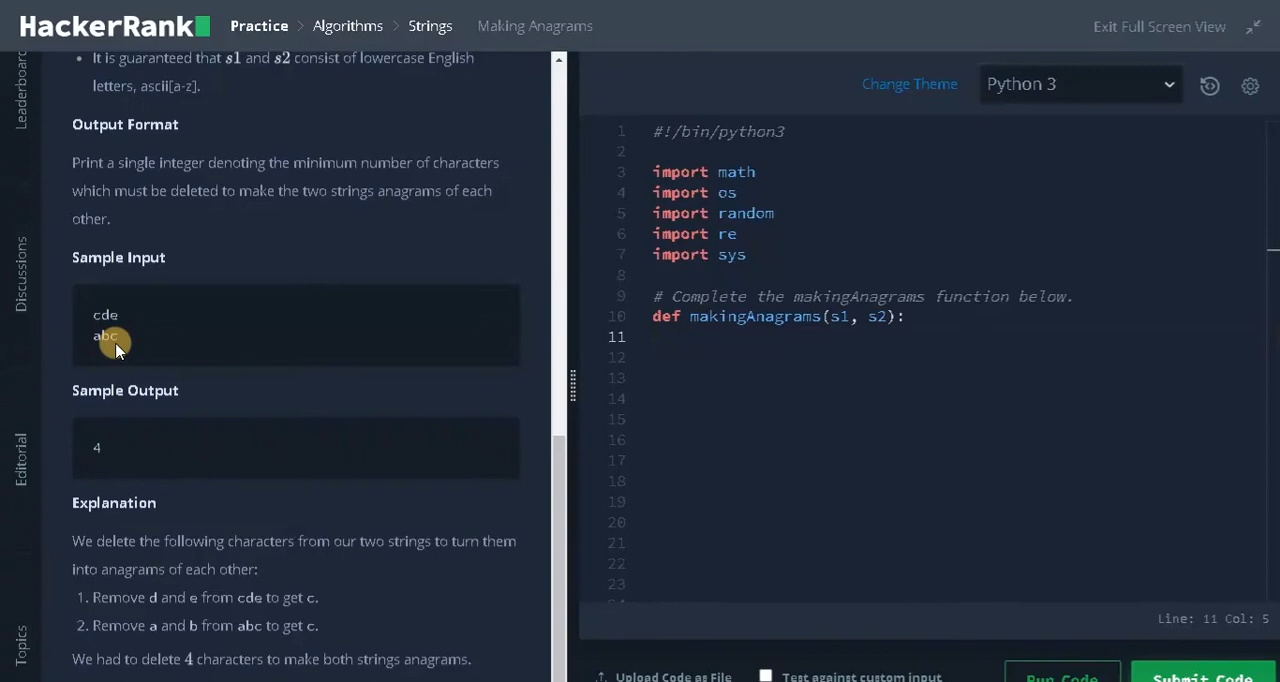 HackerRank
Practice > Algorithms > Strings > Making Anagrams
Exit Full Screen View
Leaderboard
Discussions
Editorial
Topics
• It is guaranteed that s1 and s2 consist of lowercase English
letters, ascii[a-z].
Output Format
Print a single integer denoting the minimum number of characters
which must be deleted to make the two strings anagrams of each
other.
Sample Input
cde
abc
Sample Output
4
Explanation
We delete the following characters from our two strings to turn them
into anagrams of each other:
1. Remove d and e from cde to get c.
2. Remove a and b from abc to get c.
We had to delete 4 characters to make both strings anagrams.
Change Theme
Python 3
1 #!/bin/python3
2
3 import math
4 import os
5 import random
6 import re
7 import sys
8
9 # Complete the makingAnagrams function below.
10 def makingAnagrams(s1, s2):
11
12
13
14
15
16
17
18
19
20
21
22
23
24
Line: 11 Col: 5
Upload Code as File
Test against custom input
Run Code
Submit Code